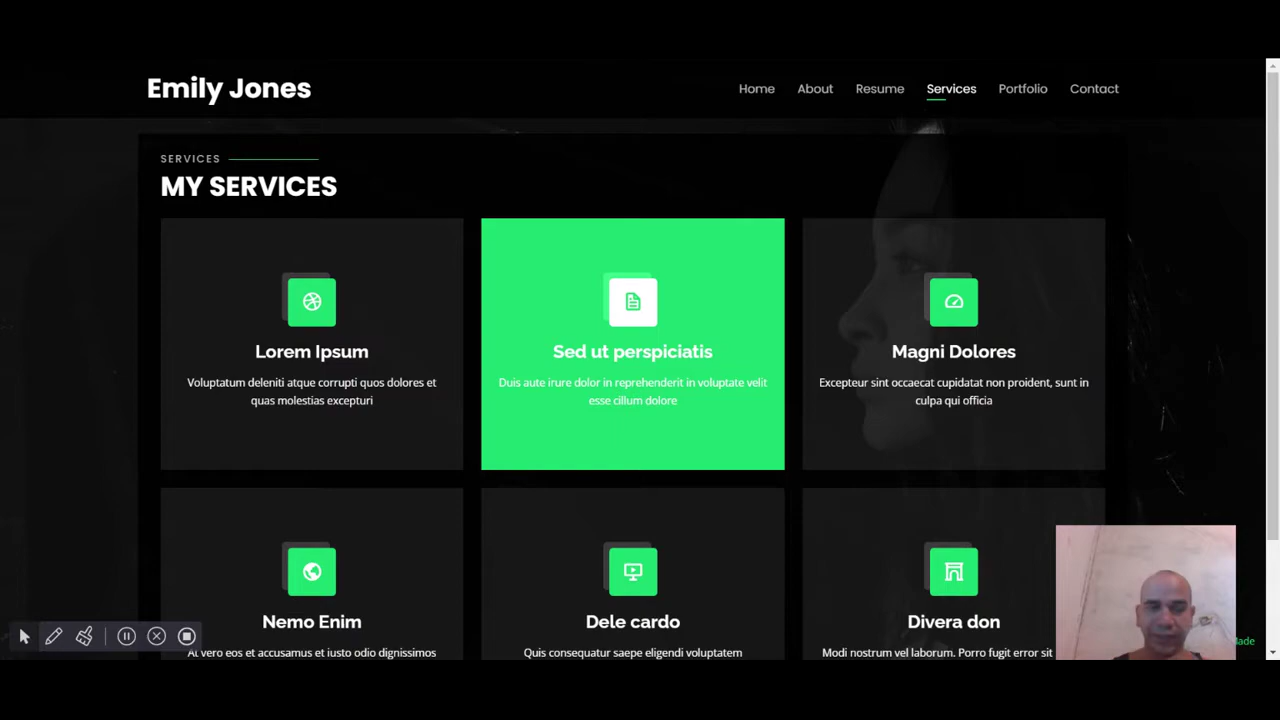 Emily Jones
Home About Resume Services Portfolio Contact
SERVICES
MY SERVICES
Lorem Ipsum
Voluptatum deleniti atque corrupti quos dolores et
quas molestias excepturi
Sed ut perspiciatis
Duis aute irure dolor in reprehenderit in voluptate velit
esse cillum dolore
Magni Dolores
Excepteur sint occaecat cupidatat non proident, sunt in
culpa qui officia
Nemo Enim
At vero eos et accusamus et iusto odio dignissimos
Dele cardo
Quis consequatur saepe eligendi voluptatem
Divera don
Modi nostrum vel laborum. Porro fugit error sit